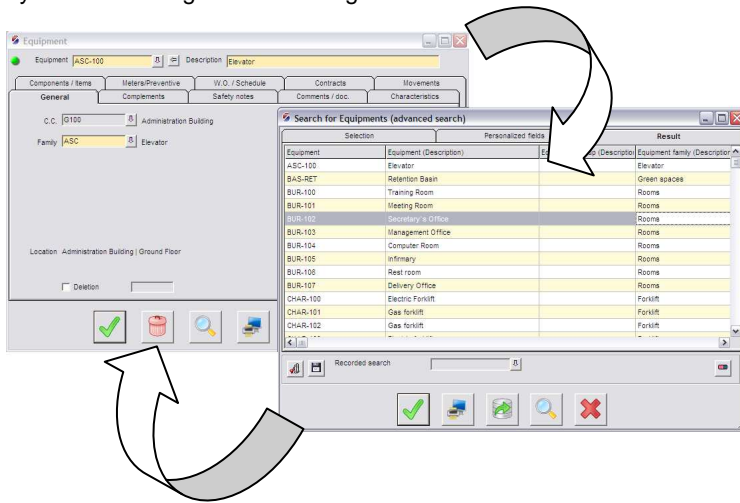 Equipment
Equipment ASC-100 Description Elevator
Components / Items Meters/Preventive W.O. / Schedule Contracts Movements
General Complements Safety notes Comments / doc. Characteristics
C.C. G100 Administration Building
Family ASC Elevator
Location Administration Building | Ground Floor
Deletion
Search for Equipments (advanced search)
Selection Personalized fields Result
Equipment Equipment (Description) Equipment family (Description
ASC-100 Elevator Elevator
BAS-RET Retention Basin Green spaces
BUR-100 Training Room Rooms
BUR-101 Meeting Room Rooms
BUR-102 Secretary's Office Rooms
BUR-103 Management Office Rooms
BUR-104 Computer Room Rooms
BUR-105 Infirmary Rooms
BUR-106 Rest room Rooms
BUR-107 Delivery Office Rooms
CHAR-100 Electric Forklift Forklift
CHAR-101 Gas forklift Forklift
CHAR-102 Gas forklift Forklift
Recorded search